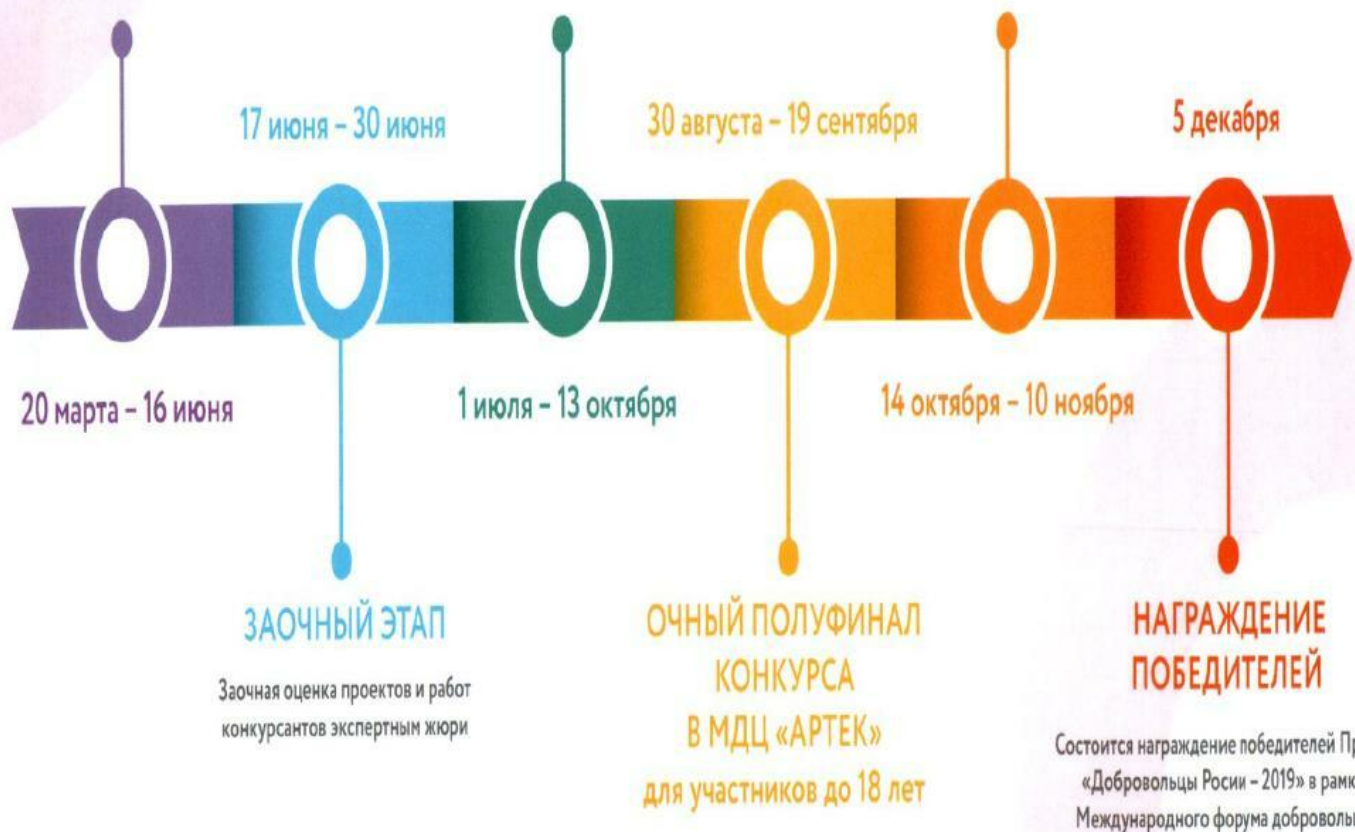 17 июня – 30 июня
30 августа – 19 сентября
5 декабря
20 марта – 16 июня
1 июля – 13 октября
14 октября – 10 ноября
ЗАОЧНЫЙ ЭТАП
Заочная оценка проектов и работ
конкурсантов экспертным жюри
ОЧНЫЙ ПОЛУФИНАЛ
КОНКУРСА
В МДЦ «АРТЕК»
для участников до 18 лет
НАГРАЖДЕНИЕ
ПОБЕДИТЕЛЕЙ
Состоится награждение победителей
«Добровольцы Росии – 2019» в
Международного форума